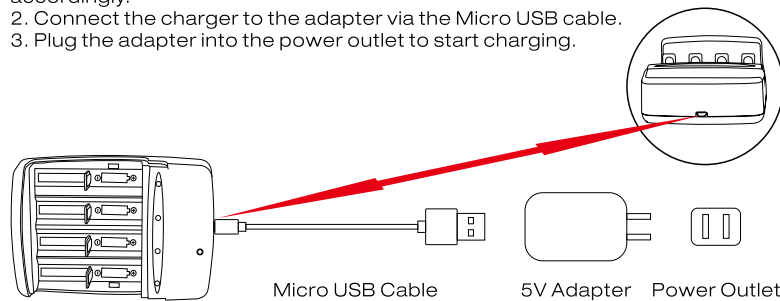 accordingly.
2. Connect the charger to the adapter via the Micro USB cable.
3. Plug the adapter into the power outlet to start charging.
Micro USB Cable
5V Adapter
Power Outlet